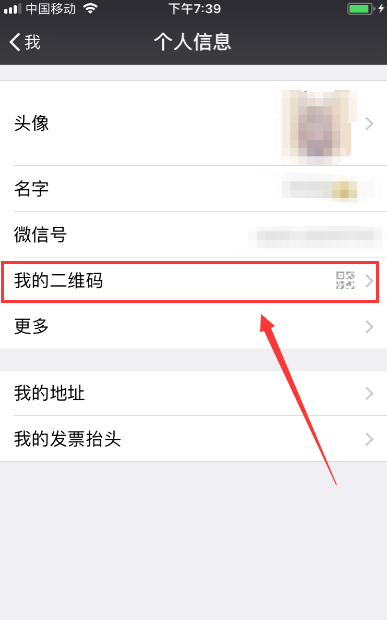 中国移动
下午7:39
我
个人信息
头像
名字
微信号
我的二维码
更多
我的地址
我的发票抬头